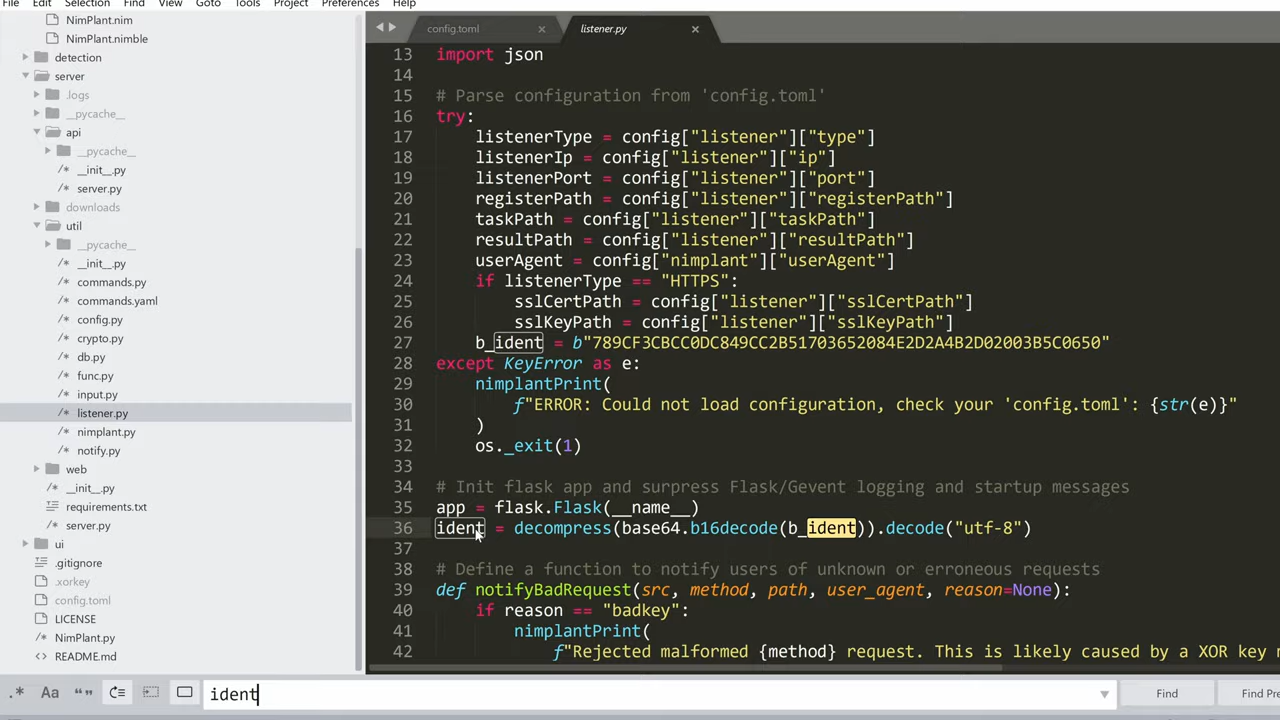 File Edit Selection Find View Goto Tools Project Preferences Help
NimPlant.nim
NimPlant.nimble
detection
server
.logs
__pycache__
api
__pycache__
/* __init__.py
/* server.py
downloads
util
__pycache__
/* __init__.py
/* commands.py
commands.yaml
/* config.py
/* crypto.py
/* db.py
/* func.py
/* input.py
/* listener.py
/* nimplant.py
/* notify.py
web
/* __init__.py
requirements.txt
/* server.py
ui
.gitignore
.xorkey
config.toml
LICENSE
/* NimPlant.py
<> README.md
config.toml
listener.py
13 import json
14
15 # Parse configuration from 'config.toml'
16 try:
17 listenerType = config["listener"]["type"]
18 listenerIp = config["listener"]["ip"]
19 listenerPort = config["listener"]["port"]
20 registerPath = config["listener"]["registerPath"]
21 taskPath = config["listener"]["taskPath"]
22 resultPath = config["listener"]["resultPath"]
23 userAgent = config["nimplant"]["userAgent"]
24 if listenerType == "HTTPS":
25 sslCertPath = config["listener"]["sslCertPath"]
26 sslKeyPath = config["listener"]["sslKeyPath"]
27 b_ident = b"789CF3CBCC0DC849CC2B51703652084E2D2A4B2D02003B5C0650"
28 except KeyError as e:
29 nimplantPrint(
30 f"ERROR: Could not load configuration, check your 'config.toml': {str(e)}"
31 )
32 os._exit(1)
33
34 # Init flask app and surpress Flask/Gevent logging and startup messages
35 app = flask.Flask(__name__)
36 ident = decompress(base64.b16decode(b_ident)).decode("utf-8")
37
38 # Define a function to notify users of unknown or erroneous requests
39 def notifyBadRequest(src, method, path, user_agent, reason=None):
40 if reason == "badkey":
41 nimplantPrint(
42 f"Rejected malformed {method} request. This is likely caused by a XOR key
.* Aa “” ident Find Find Pre